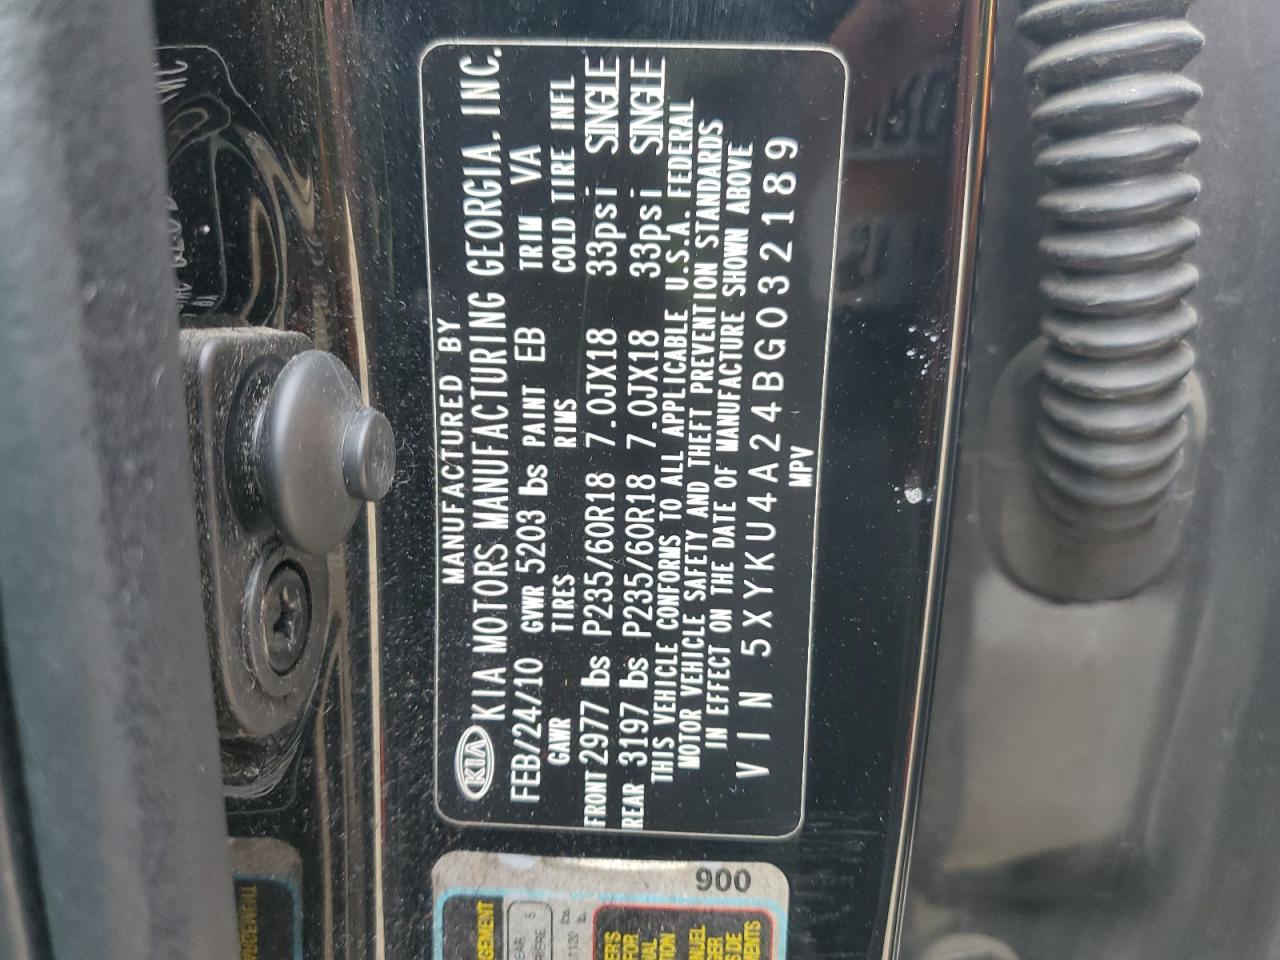 MANUFACTURED BY
KIA KIA MOTORS MANUFACTURING GEORGIA, INC.
FEB/24/10 GVWR 5203 lbs PAINT EB TRIM VA
GAWR TIRES RIMS COLD TIRE INFL
FRONT 2977 lbs P235/60R18 7.0JX18 33psi SINGLE
REAR 3197 lbs P235/60R18 7.0JX18 33psi SINGLE
THIS VEHICLE CONFORMS TO ALL APPLICABLE U.S.A. FEDERAL
MOTOR VEHICLE SAFETY AND THEFT PREVENTION STANDARDS
IN EFFECT ON THE DATE OF MANUFACTURE SHOWN ABOVE
VIN 5XYKU4A24BG032189
MPV
900